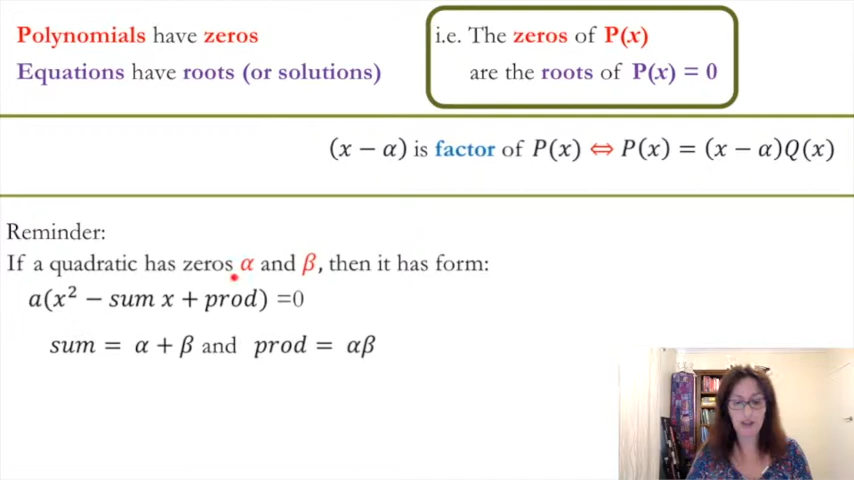 Polynomials have zeros
Equations have roots (or solutions)
i.e. The zeros of P(x)
are the roots of P(x) = 0
(x − α) is factor of P(x) ⇔ P(x) = (x − α)Q(x)
Reminder:
If a quadratic has zeros α and β, then it has form:
a(x² − sum x + prod) =0
sum = α + β and prod = αβ